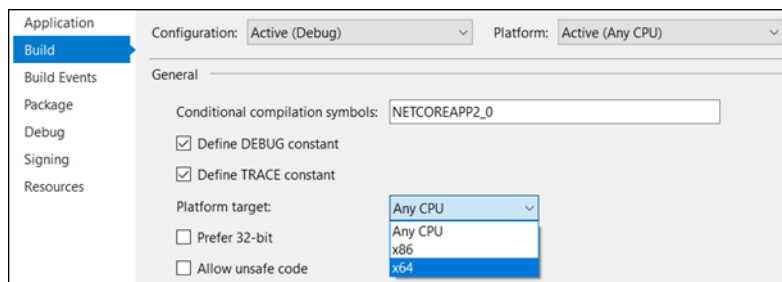 Application
Build
Build Events
Package
Debug
Signing
Resources
Configuration: Active (Debug) Platform: Active (Any CPU)
General
Conditional compilation symbols: NETCOREAPP2_0
Define DEBUG constant
Define TRACE constant
Platform target: Any CPU
Any CPU
Prefer 32-bit
x86
Allow unsafe code
x64